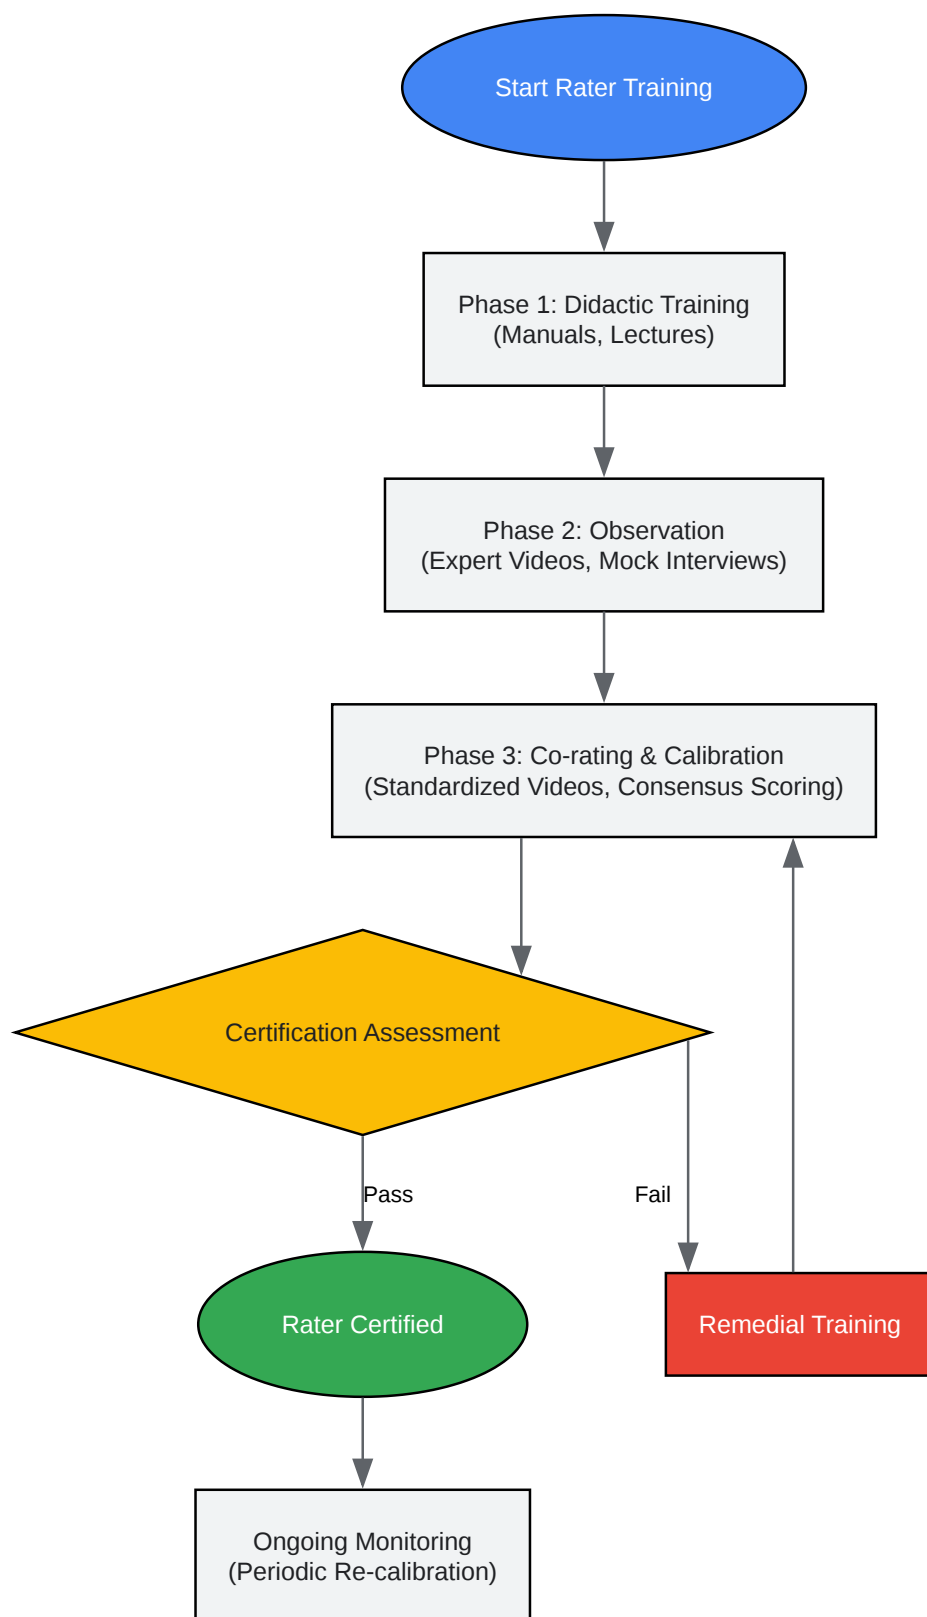 Start Rater Training
Phase 1: Didactic Training
(Manuals, Lectures)
Phase 2: Observation
(Expert Videos, Mock Interviews)
Phase 3: Co-rating & Calibration
(Standardized Videos, Consensus Scoring)
Certification Assessment
Pass
Fail
Rater Certified
Remedial Training
Ongoing Monitoring
(Periodic Re-calibration)